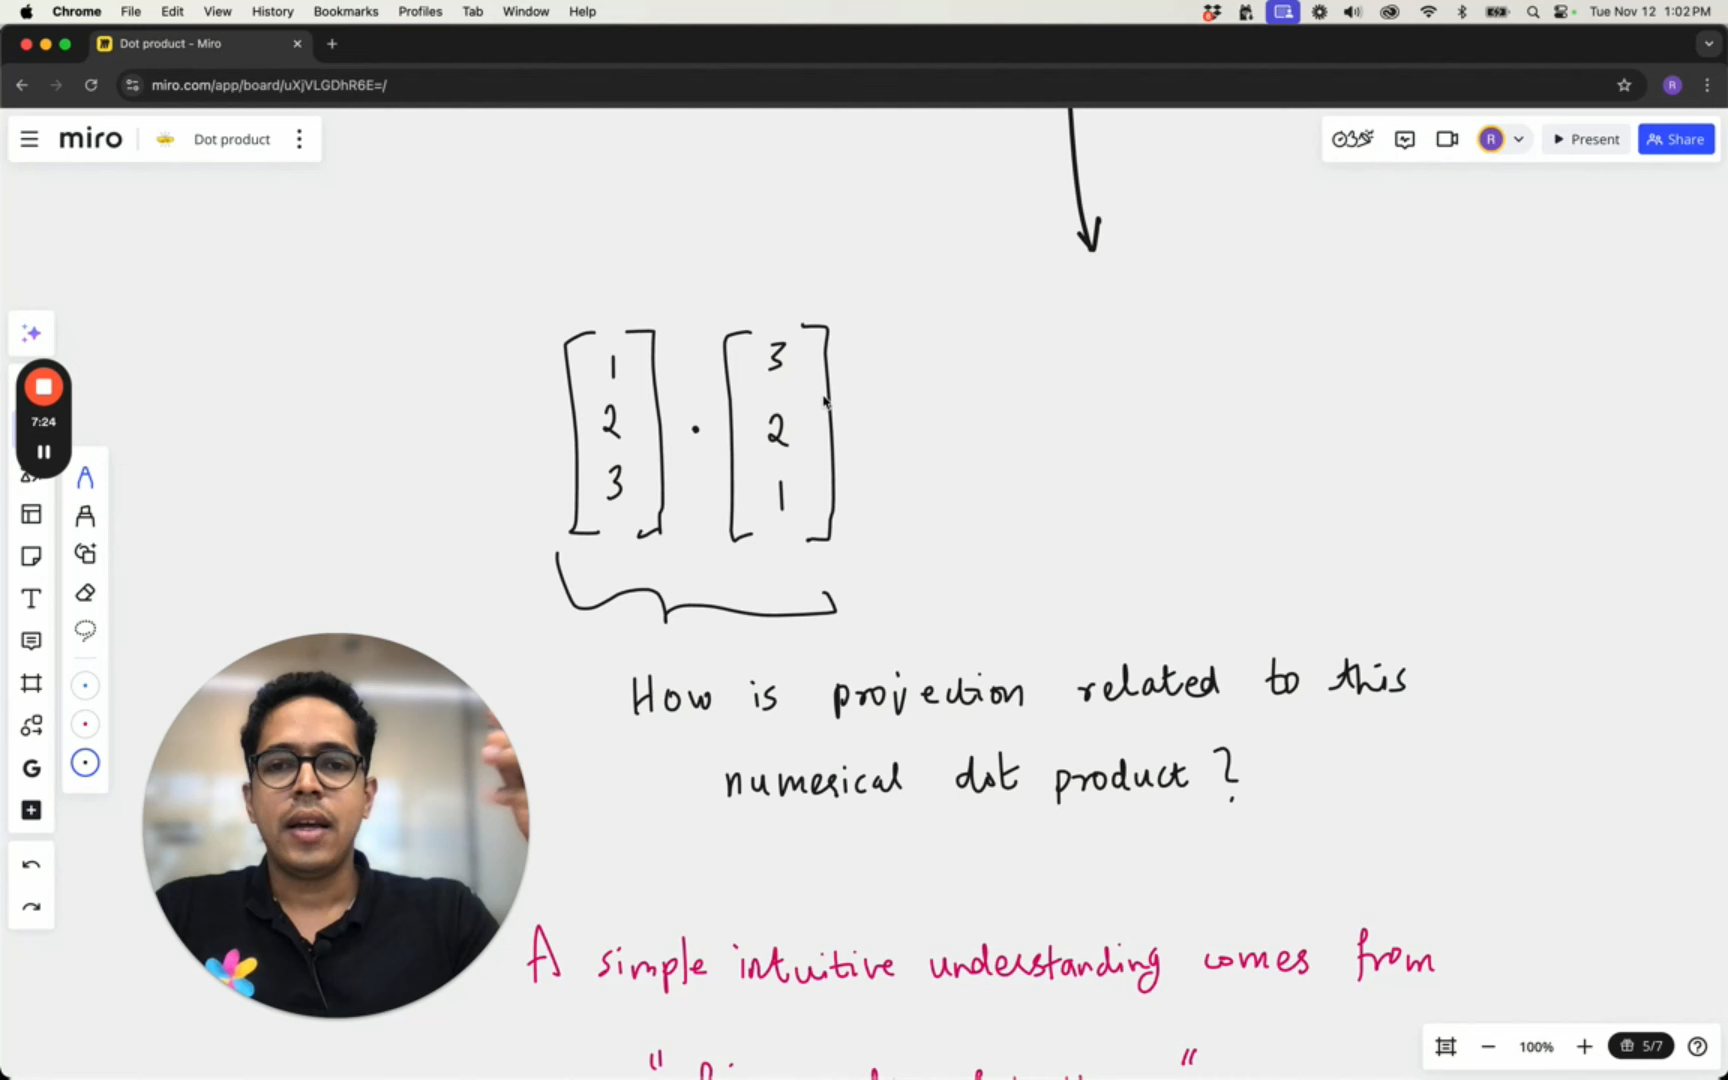 Chrome File Edit View History Bookmarks Profiles Tab Window Help Tue Nov 12 1:02 PM
Dot product - Miro
miro.com/app/board/uXjVLGDhR6E=/ R
miro Dot product R Present Share
1 · 3
2 2
3 1
7:24
How is projection related to this
numerical dot product ?
A simple intuitive understanding comes from
" "
100% 5/7